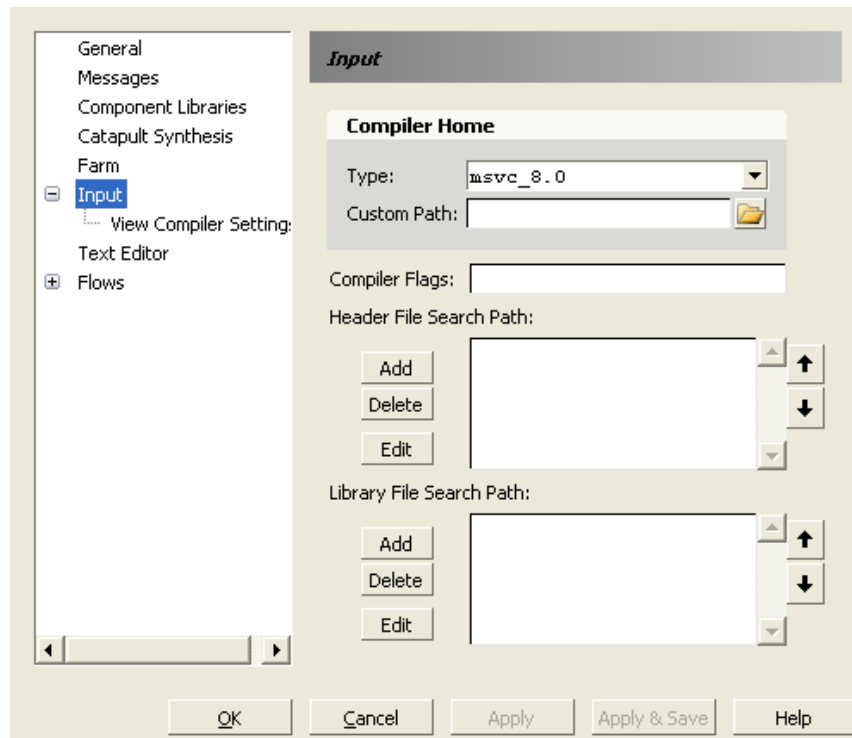 General
Messages
Component Libraries
Catapult Synthesis
Farm
Input
View Compiler Setting
Text Editor
Flows
Input
Compiler Home
Type:
msvc_8.0
Custom Path:
Compiler Flags:
Header File Search Path:
Add
Delete
Edit
Library File Search Path:
Add
Delete
Edit
OK
Cancel
Apply
Apply & Save
Help